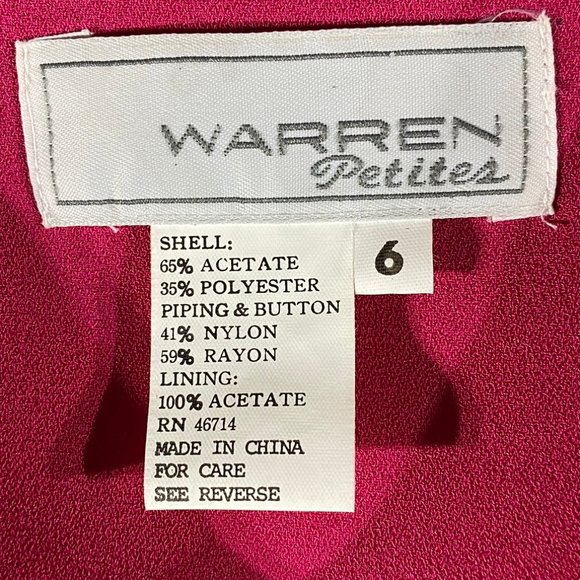 WARREN
Petites
6
SHELL:
65% ACETATE
35% POLYESTER
PIPING & BUTTON
41% NYLON
59% RAYON
LINING:
100% ACETATE
RN 46714
MADE IN CHINA
FOR CARE
SEE REVERSE